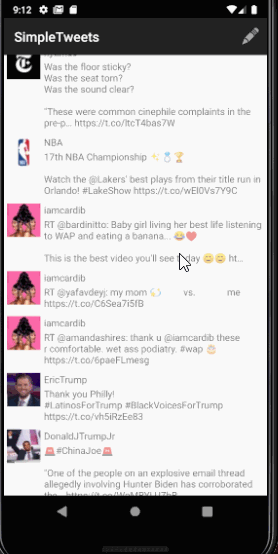 9:12
SimpleTweets
Was the floor sticky?
Was the seat torn?
Was the sound clear?
"These were common cinephile complaints in the
pre-p... https://t.co/ltcT4bas7W
NBA
17th NBA Championship ✨💍🏆
Watch the @Lakers' best plays from their title run in
Orlando! #LakeShow https://t.co/wEl0Vs7Y9C
iamcardib
RT @bardinitto: Baby girl living her best life listening
to WAP and eating a banana... 😂❤️
This is the best video you'll see today 😄😄 ht...
iamcardib
RT @yafavdeyj: my mom 💫 vs. me
https://t.co/C6Sea7i5fB
iamcardib
RT @amandashires: thank u @iamcardib these
r comfortable. wet ass podiatry. #wap
https://t.co/6paeFLmesg
EricTrump
Thank you Philly!
#LatinosForTrump #BlackVoicesForTrump
https://t.co/vh5iRzEe83
DonaldJTrumpJr
🚨#ChinaJoe🚨
"One of the people on an explosive email thread
allegedly involving Hunter Biden has corroborated